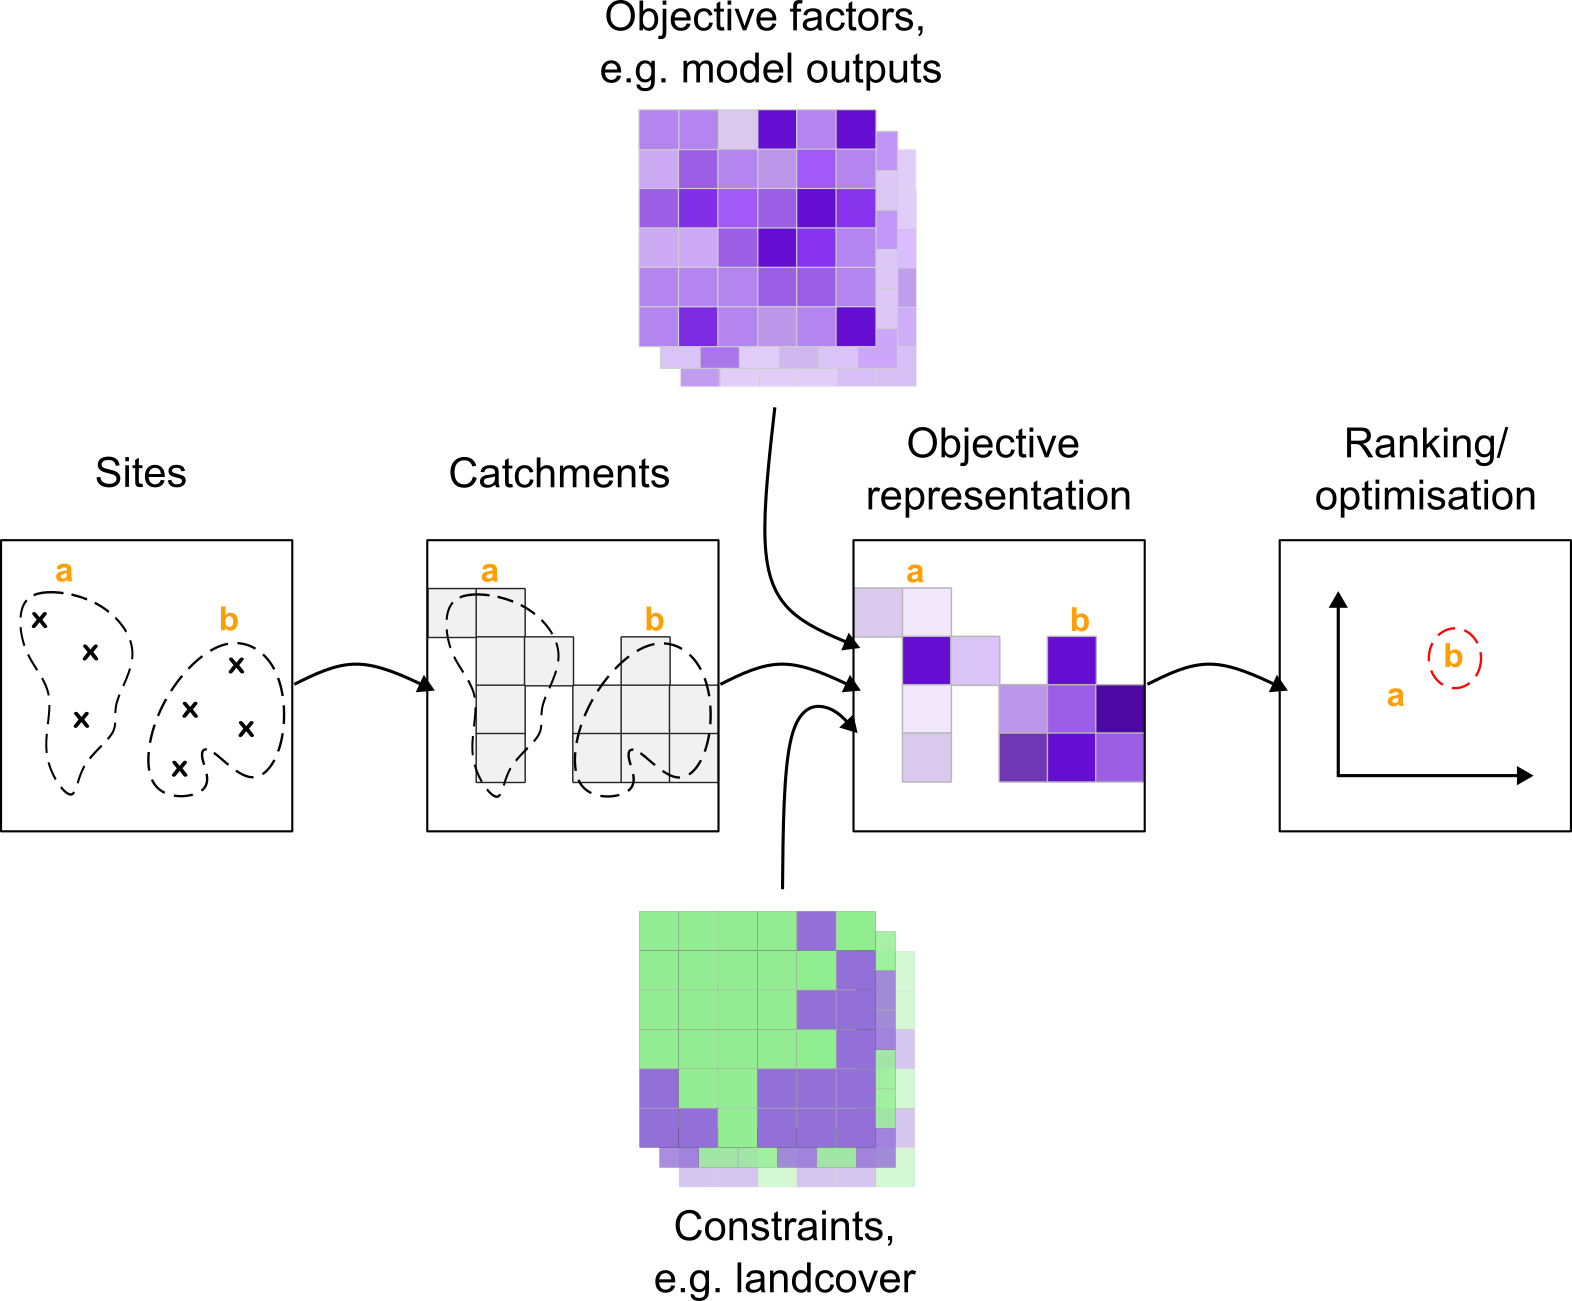 Objective factors,
e.g. model outputs
Sites
Catchments
Objective
representation
Ranking/
optimisation
a
b
a
b
a
b
b
a
Constraints,
e.g. landcover